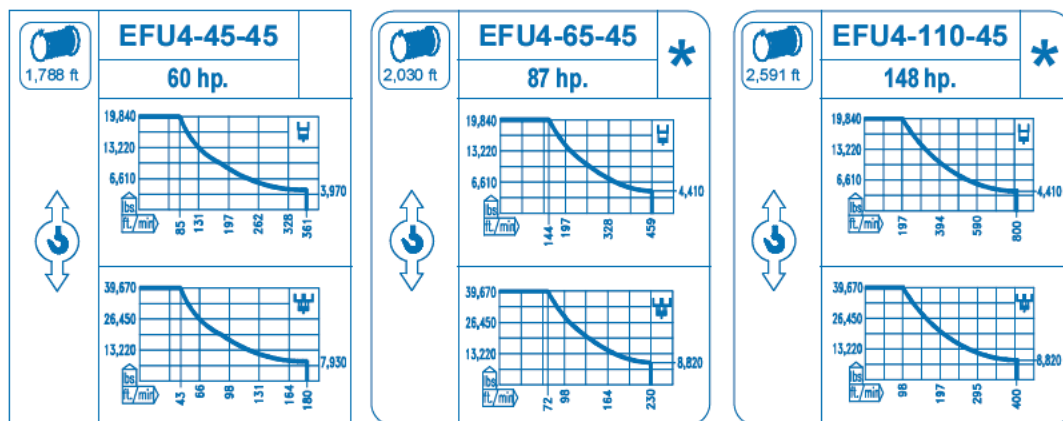 EFU4-45-45
1,788 ft
60 hp.
19,840
13,220
6,610
3,970
lbs
ft./min
85 131 197 262 328 361
39,670
26,450
13,220
7,930
lbs
ft./min
43 66 98 131 164 180
EFU4-65-45
*
2,030 ft
87 hp.
19,840
13,220
6,610
4,410
lbs
ft./min
144 197 328 459
39,670
26,450
13,220
8,820
lbs
ft./min
72 98 164 230
EFU4-110-45
*
2,591 ft
148 hp.
19,840
13,220
6,610
4,410
lbs
ft./min
197 394 590 800
39,670
26,450
13,220
8,820
lbs
ft./min
98 197 295 400